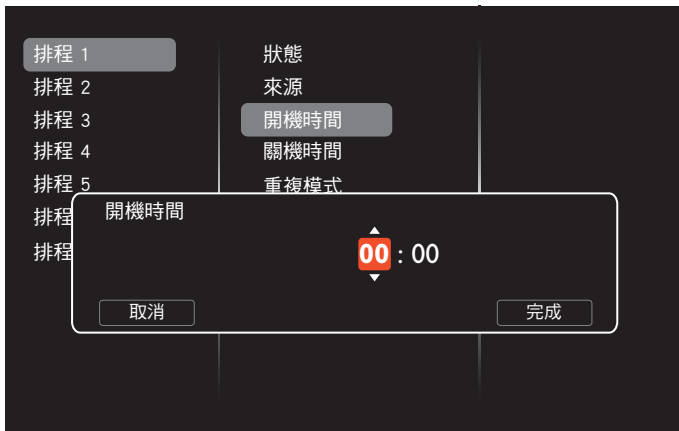 排程 1
排程 2
排程 3
排程 4
排程 5
排程
排程
狀態
來源
開機時間
關機時間
重複模式
開機時間
00 : 00
取消
完成